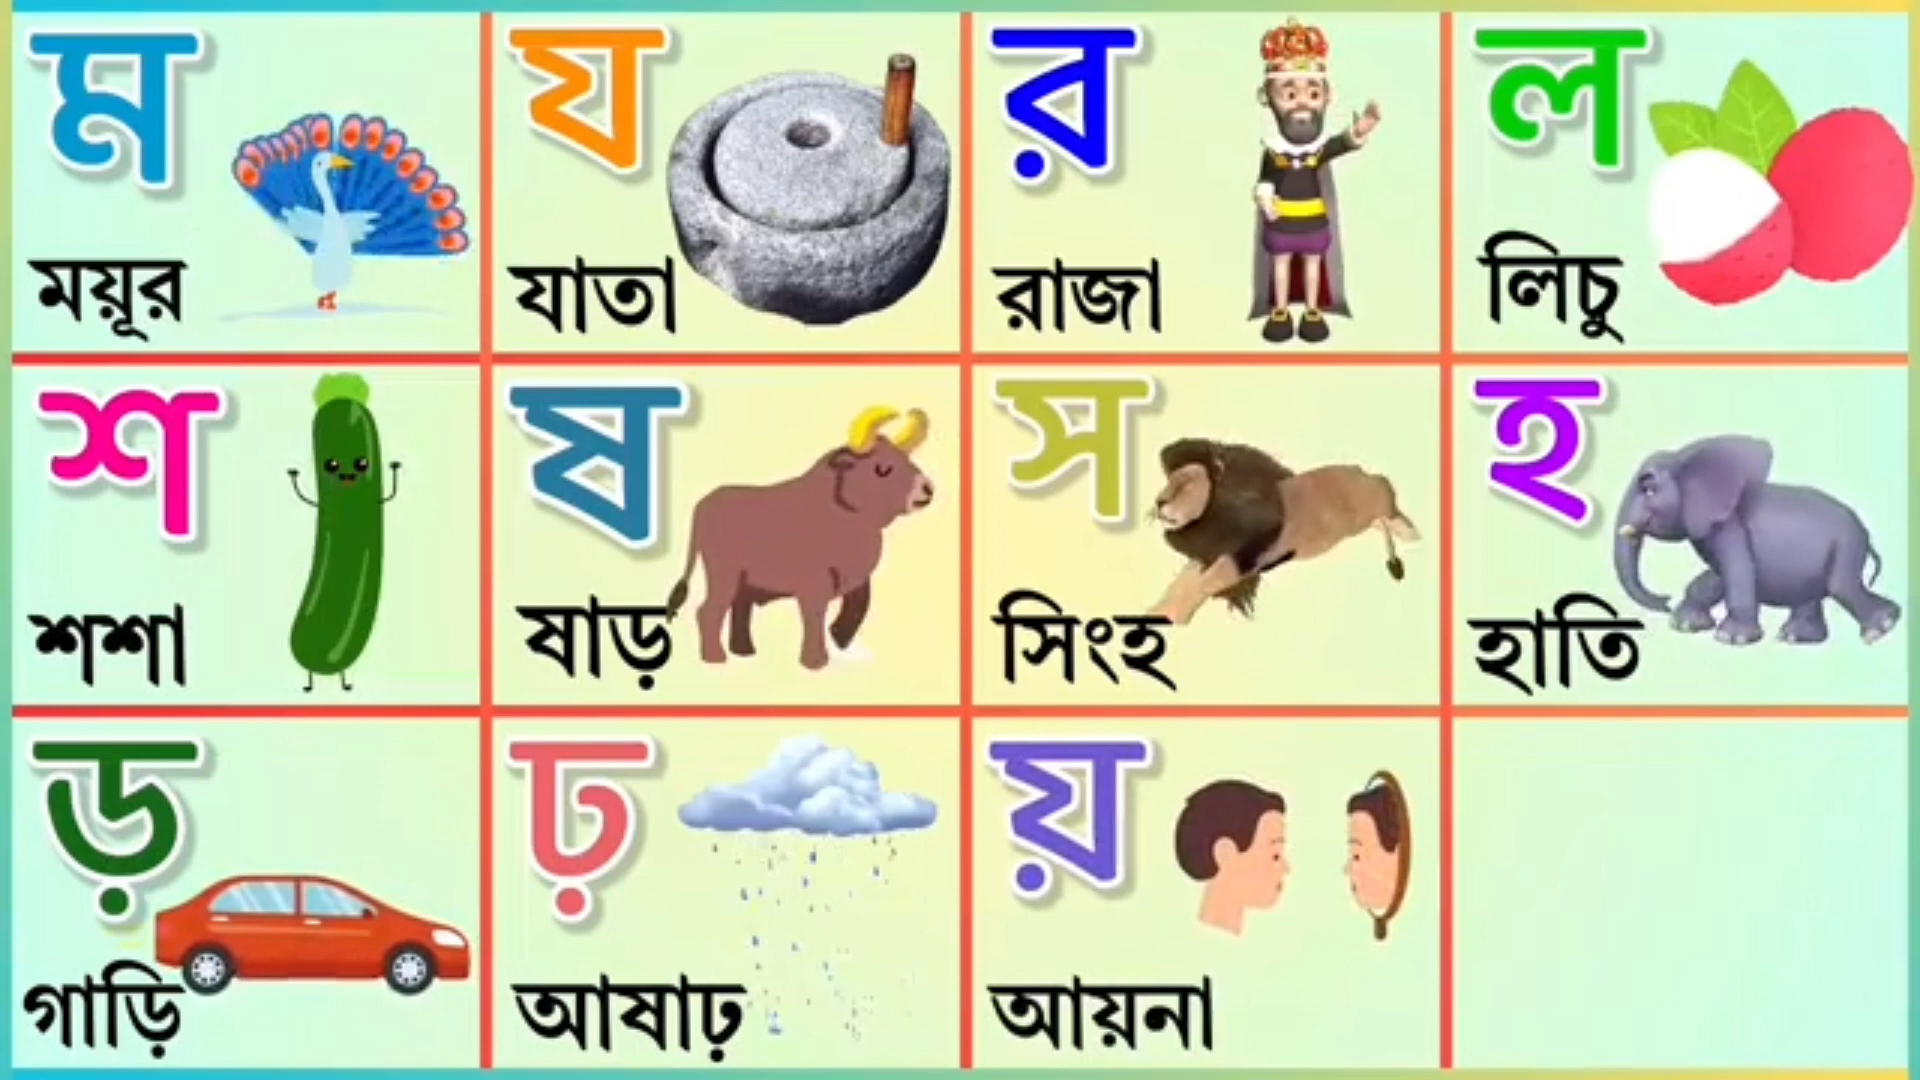 ম
ময়ূর
য
যাতা
র
রাজা
ল
লিচু
শ
শশা
ষ
ষাড়
স
সিংহ
হ
হাতি
ড়
গাড়ি
ঢ়
আষাঢ়
য়
আয়না